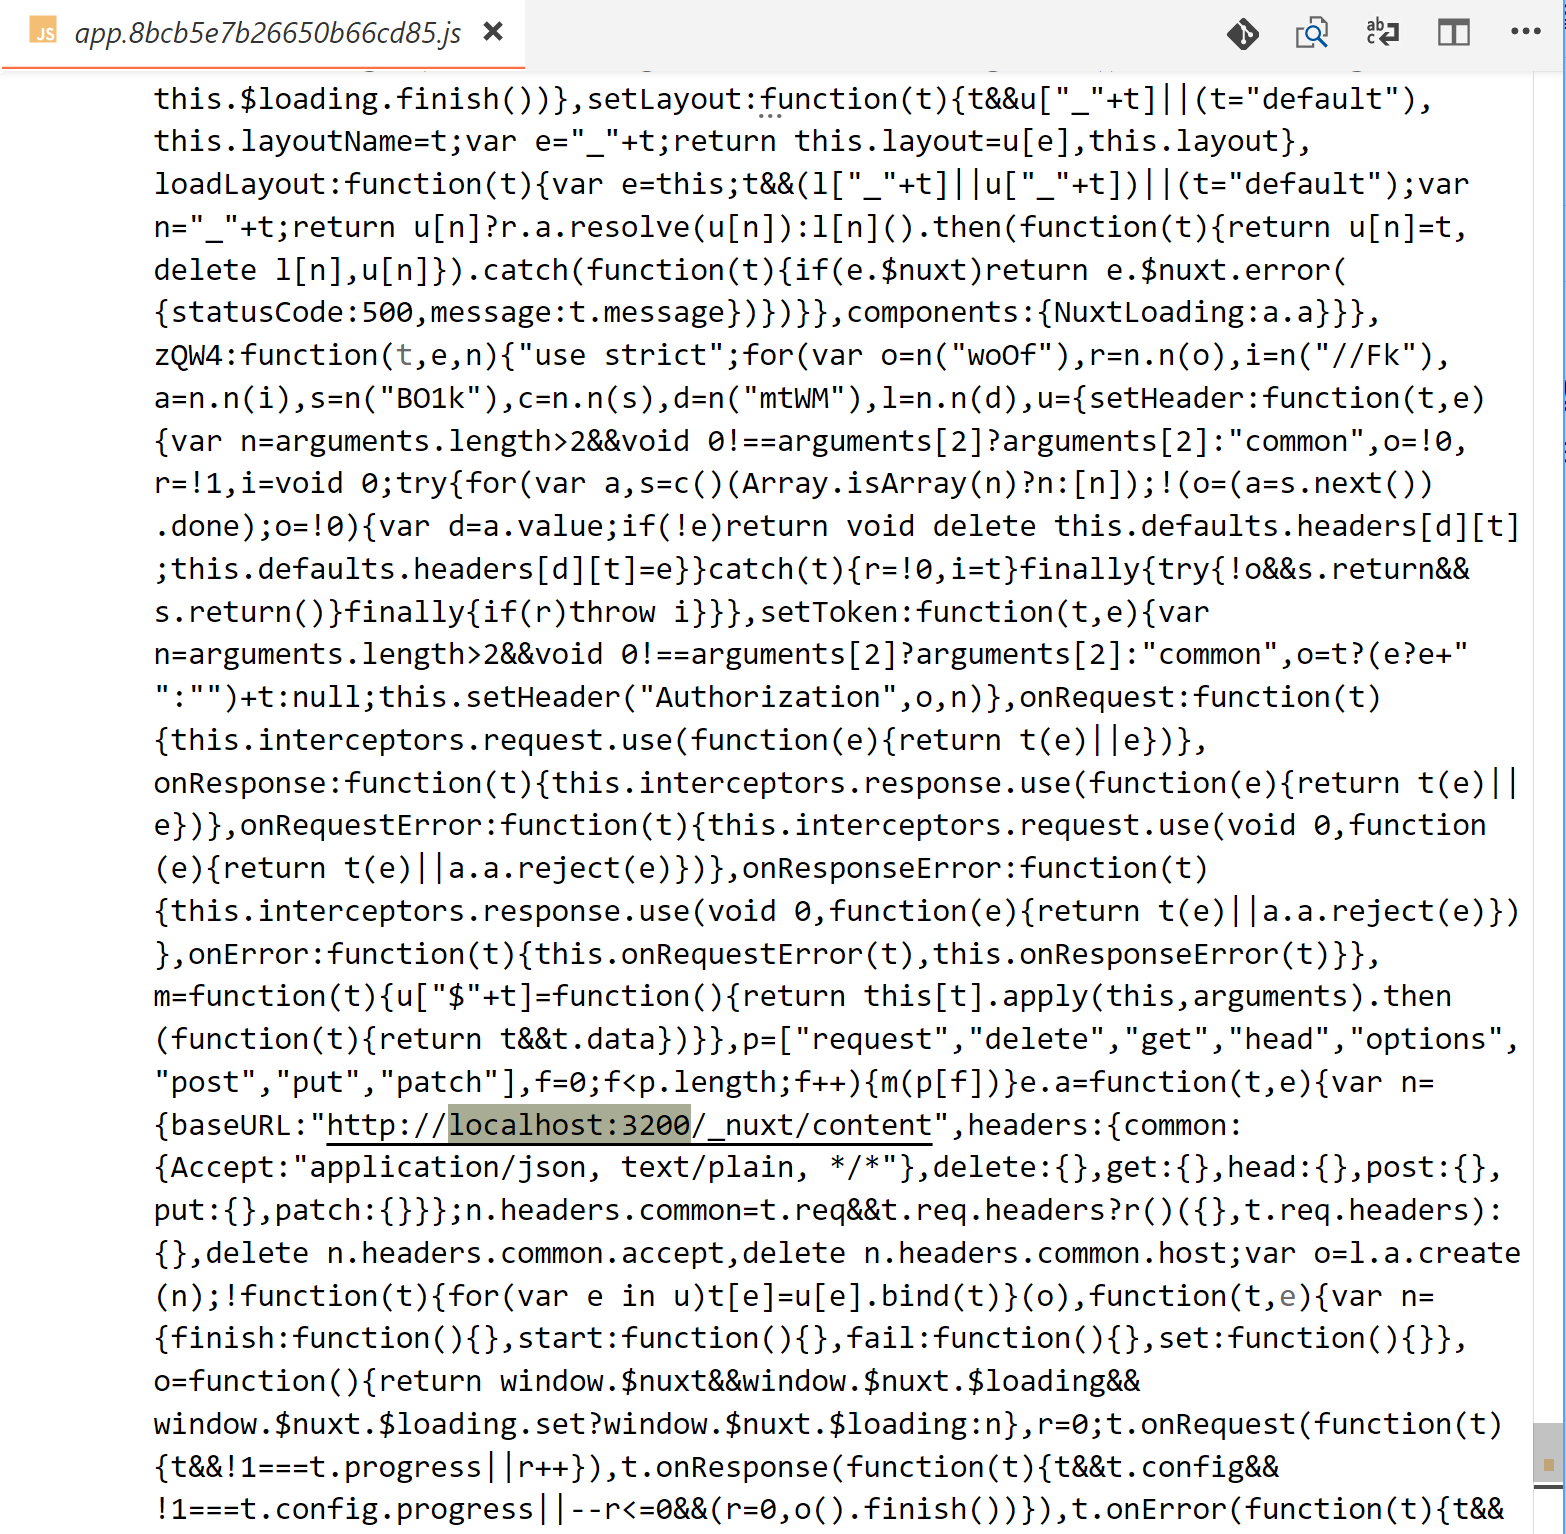 JS app.8bcb5e7b26650b66cd85.js
this.$loading.finish())},setLayout:function(t){t&&u["_"+t]||(t="default"),
this.layoutName=t;var e="_"+t;return this.layout=u[e],this.layout},
loadLayout:function(t){var e=this;t&&(l["_"+t]||u["_"+t])||(t="default");var
n="_"+t;return u[n]?r.a.resolve(u[n]):l[n]().then(function(t){return u[n]=t,
delete l[n],u[n]}).catch(function(t){if(e.$nuxt)return e.$nuxt.error(
{statusCode:500,message:t.message})})}},components:{NuxtLoading:a.a}}},
zQW4:function(t,e,n){"use strict";for(var o=n("woOf"),r=n.n(o),i=n("//Fk"),
a=n.n(i),s=n("BO1k"),c=n.n(s),d=n("mtWM"),l=n.n(d),u={setHeader:function(t,e)
{var n=arguments.length>2&&void 0!==arguments[2]?arguments[2]:"common",o=!0,
r=!1,i=void 0;try{for(var a,s=c()(Array.isArray(n)?n:[n]);!(o=(a=s.next())
.done);o=!0){var d=a.value;if(!e)return void delete this.defaults.headers[d][t]
;this.defaults.headers[d][t]=e}}catch(t){r=!0,i=t}finally{try{!o&&s.return&&
s.return()}finally{if(r)throw i}}},setToken:function(t,e){var
n=arguments.length>2&&void 0!==arguments[2]?arguments[2]:"common",o=t?(e?e+"
":"")+t:null;this.setHeader("Authorization",o,n)},onRequest:function(t)
{this.interceptors.request.use(function(e){return t(e)||e})},
onResponse:function(t){this.interceptors.response.use(function(e){return t(e)||
e})},onRequestError:function(t){this.interceptors.request.use(void 0,function
(e){return t(e)||a.a.reject(e)})},onResponseError:function(t)
{this.interceptors.response.use(void 0,function(e){return t(e)||a.a.reject(e)})
},onError:function(t){this.onRequestError(t),this.onResponseError(t)}},
m=function(t){u["$"+t]=function(){return this[t].apply(this,arguments).then
(function(t){return t&&t.data})}},p=["request","delete","get","head","options",
"post","put","patch"],f=0;f<p.length;f++){m(p[f])}e.a=function(t,e){var n=
{baseURL:"http://localhost:3200/_nuxt/content",headers:{common:
{Accept:"application/json, text/plain, */*"},delete:{},get:{},head:{},post:{},
put:{},patch:{}}};n.headers.common=t.req&&t.req.headers?r()({},t.req.headers):
{},delete n.headers.common.accept,delete n.headers.common.host;var o=l.a.create
(n);!function(t){for(var e in u)t[e]=u[e].bind(t)}(o),function(t,e){var n=
{finish:function(){},start:function(){},fail:function(){},set:function(){}},
o=function(){return window.$nuxt&&window.$nuxt.$loading&&
window.$nuxt.$loading.set?window.$nuxt.$loading:n},r=0;t.onRequest(function(t)
{t&&!1===t.progress||r++}),t.onResponse(function(t){t&&t.config&&
!1===t.config.progress||--r<=0&&(r=0,o().finish())}),t.onError(function(t){t&&